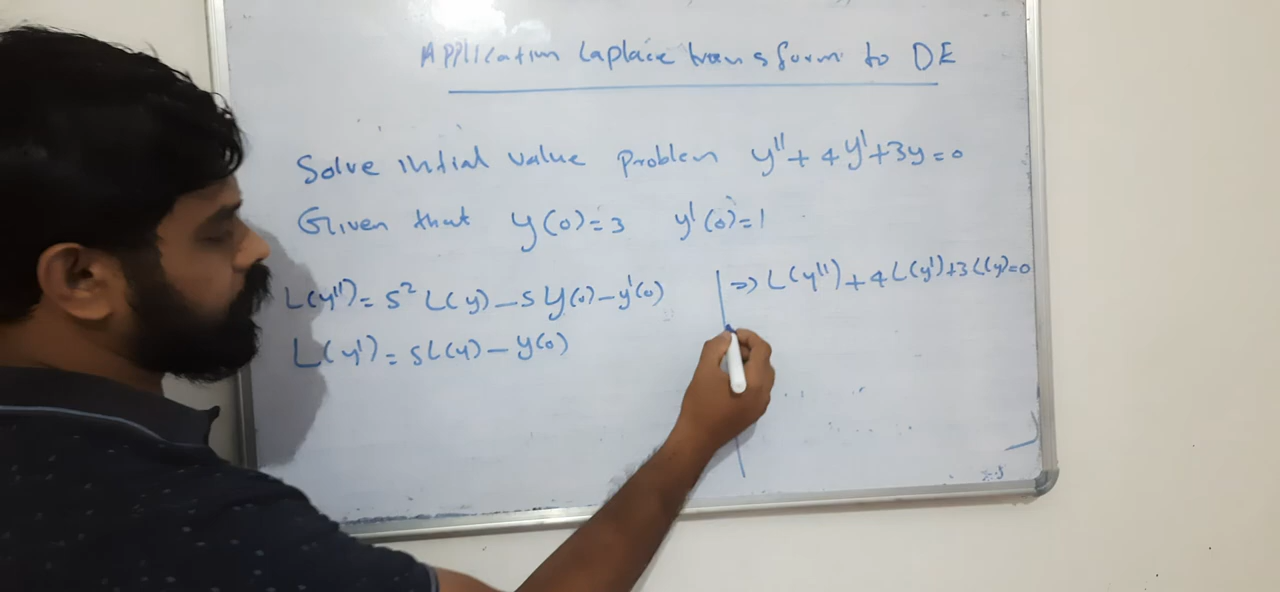 Application Laplace transform to DE
Solve intial value problem y'' + 4y' + 3y = 0
Given that y(0) = 3 y'(0) = 1
L(y'') = s² L(y) - s y(0) - y'(0)
L(y') = sL(y) - y(0)
=> L(y'') + 4L(y') + 3L(y) = 0